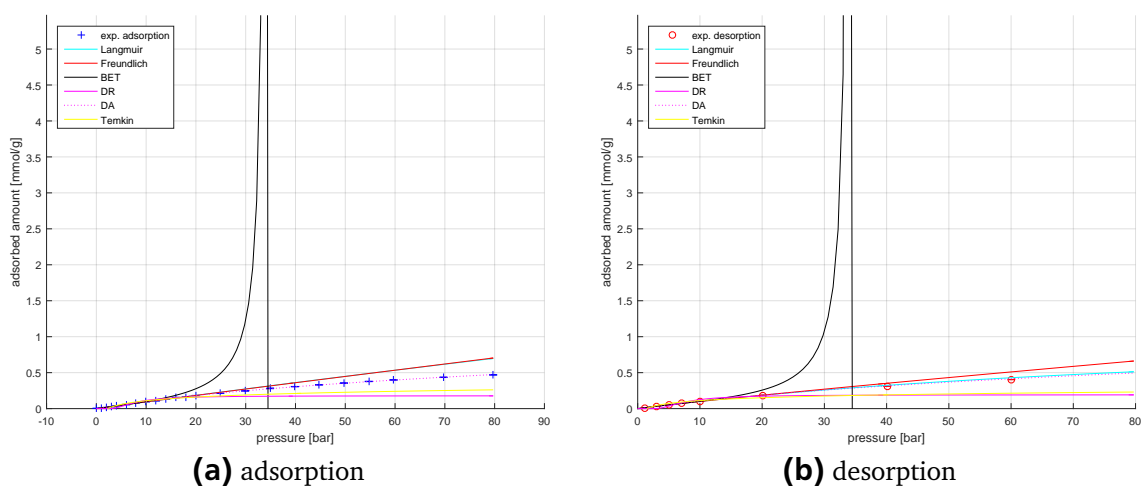 exp. adsorption
Langmuir
Freundlich
BET
DR
DA
Temkin
adsorbed amount [mmol/g]
5
4.5
4
3.5
3
2.5
2
1.5
1
0.5
0
-10 0 10 20 30 40 50 60 70 80 90
pressure [bar]
(a) adsorption
exp. desorption
Langmuir
Freundlich
BET
DR
DA
Temkin
adsorbed amount [mmol/g]
5
4.5
4
3.5
3
2.5
2
1.5
1
0.5
0
0 10 20 30 40 50 60 70 80
pressure [bar]
(b) desorption